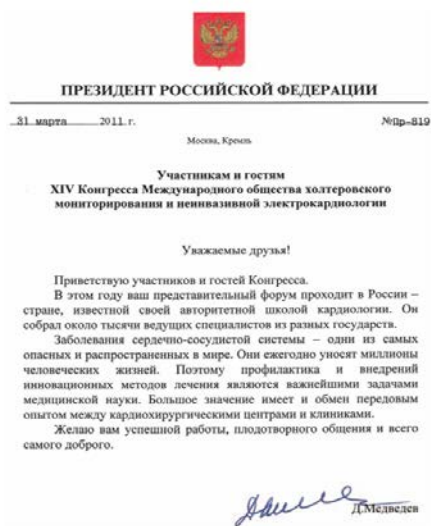 ПРЕЗИДЕНТ РОССИЙСКОЙ ФЕДЕРАЦИИ
31 марта 2011 г. №Пр-819
Москва, Кремль
Участникам и гостям
XIV Конгресса Международного общества холтеровского
мониторирования и неинвазивной электрокардиологии
Уважаемые друзья!
Приветствую участников и гостей Конгресса.
В этом году ваш представительный форум проходит в России –
стране, известной своей авторитетной школой кардиологии. Он
собрал около тысячи ведущих специалистов из разных государств.
Заболевания сердечно-сосудистой системы – одни из самых
опасных и распространенных в мире. Они ежегодно уносят миллионы
человеческих жизней. Поэтому профилактика и внедрений
инновационных методов лечения являются важнейшими задачами
медицинской науки. Большое значение имеет и обмен передовым
опытом между кардиохирургическими центрами и клиниками.
Желаю вам успешной работы, плодотворного общения и всего
самого доброго.
Д.Медведев